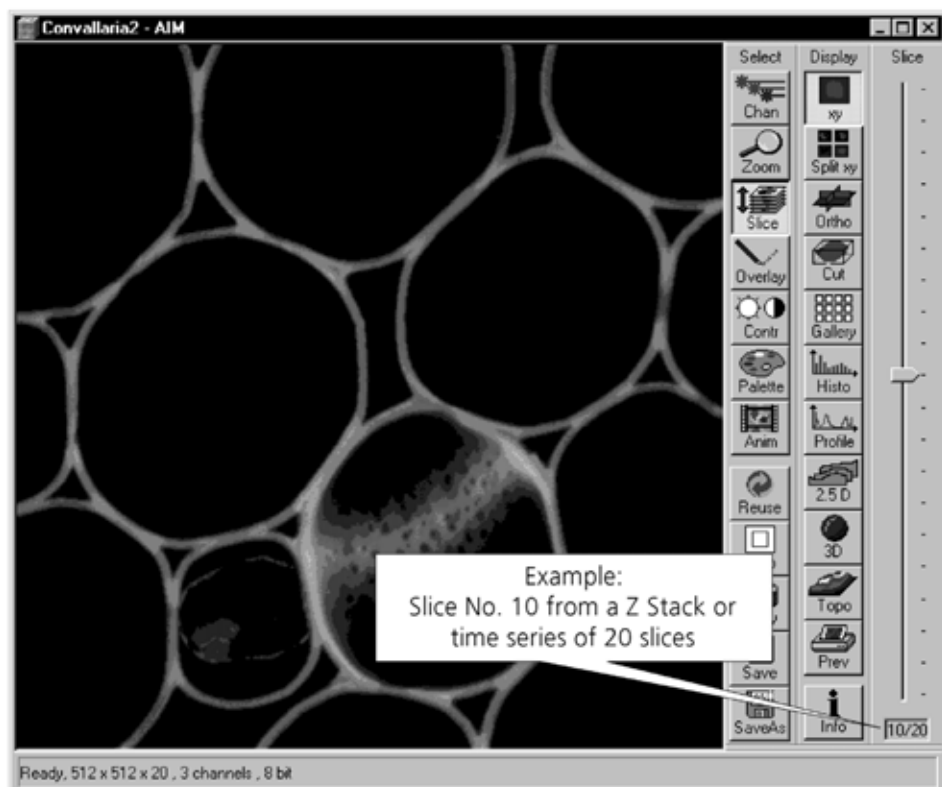 Convallaria2 - AIM
Select
Display
Slice
Chan
xy
Zoom
Split xy
Slice
Ortho
Overlay
Cut
Contr
Gallery
Palette
Histo
Anim
Profile
Reuse
2.5 D
3D
Example:
Slice No. 10 from a Z Stack or
time series of 20 slices
Topo
Save
Prev
SaveAs
Info
10/20
Ready, 512 x 512 x 20 , 3 channels , 8 bit